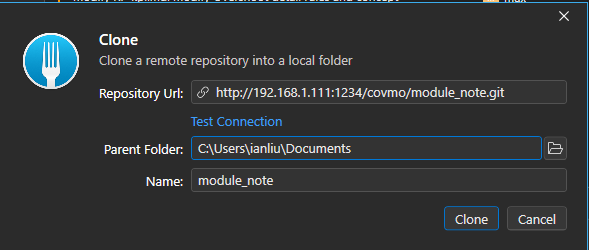 Clone
Clone a remote repository into a local folder
Repository Url: http://192.168.1.111:1234/covmo/module_note.git
Test Connection
Parent Folder: C:\Users\ianliu\Documents
Name: module_note
Clone Cancel